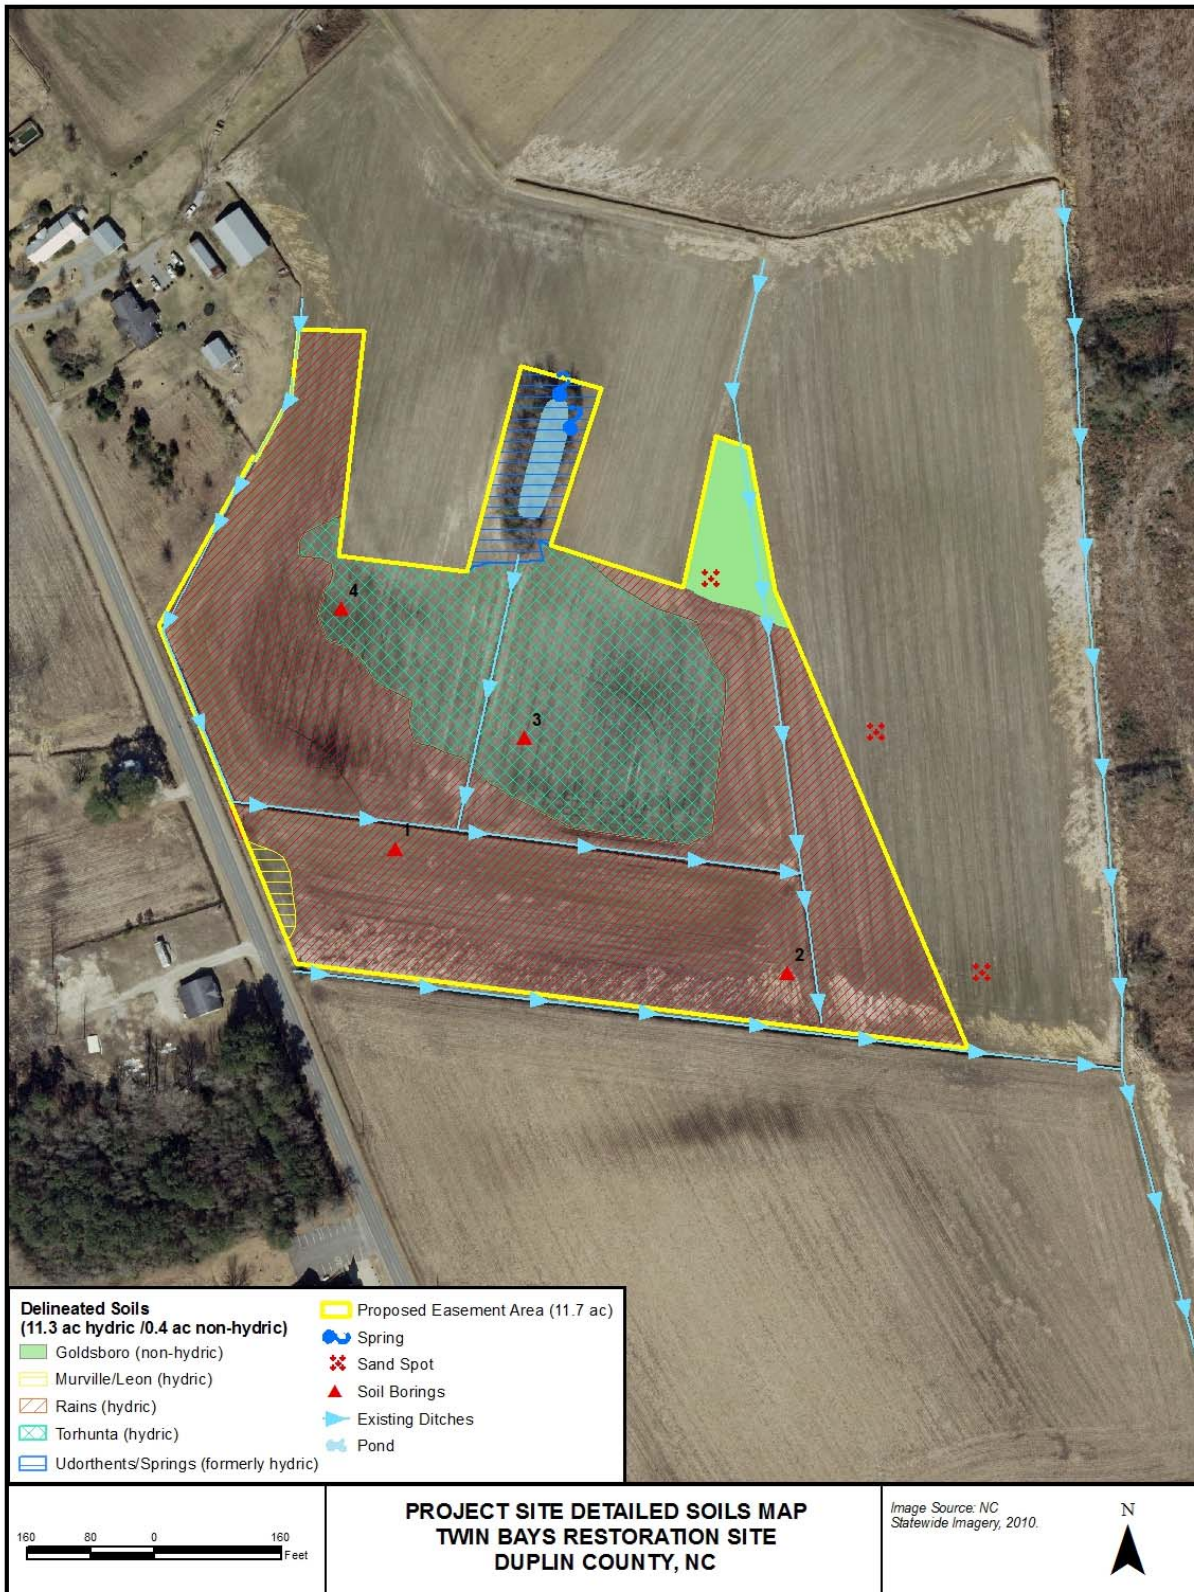 4
3
1
2
Delineated Soils
(11.3 ac hydric /0.4 ac non-hydric)
Goldsboro (non-hydric)
Murville/Leon (hydric)
Rains (hydric)
Torhunta (hydric)
Udorthents/Springs (formerly hydric)
Proposed Easement Area (11.7 ac)
Spring
Sand Spot
Soil Borings
Existing Ditches
Pond
160 80 0 160
Feet
PROJECT SITE DETAILED SOILS MAP
TWIN BAYS RESTORATION SITE
DUPLIN COUNTY, NC
Image Source: NC
Statewide Imagery, 2010.
N